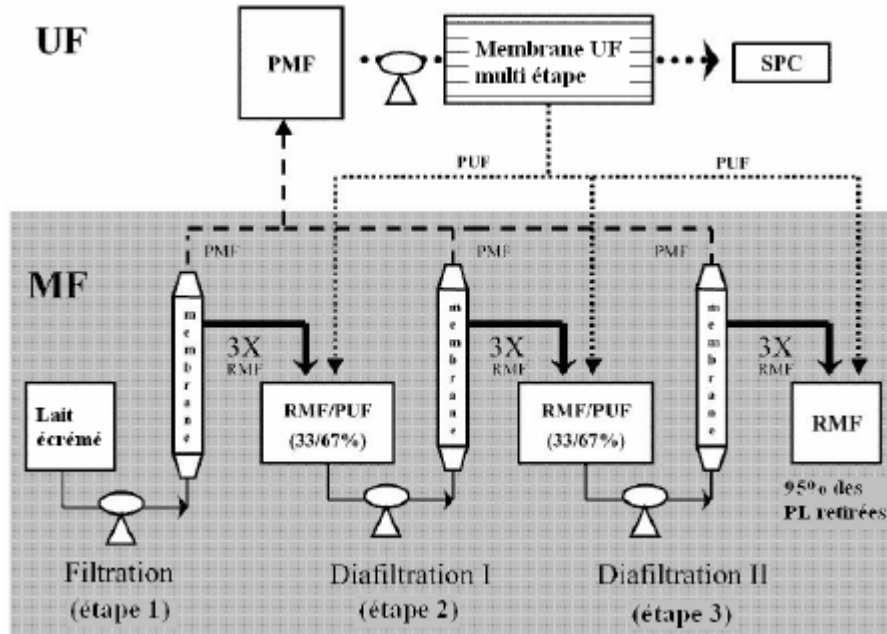 UF
PMF
Membrane UF
multi étape
SPC
PUF
PUF
MF
PMF
PMF
PMF
membrane
membrane
membrane
3X
RMF
3X
RMF
3X
RMF
Lait
écrémé
RMF/PUF
(33/67%)
RMF/PUF
(33/67%)
RMF
95% des
PL retirées
Filtration
(étape 1)
Diafiltration I
(étape 2)
Diafiltration II
(étape 3)